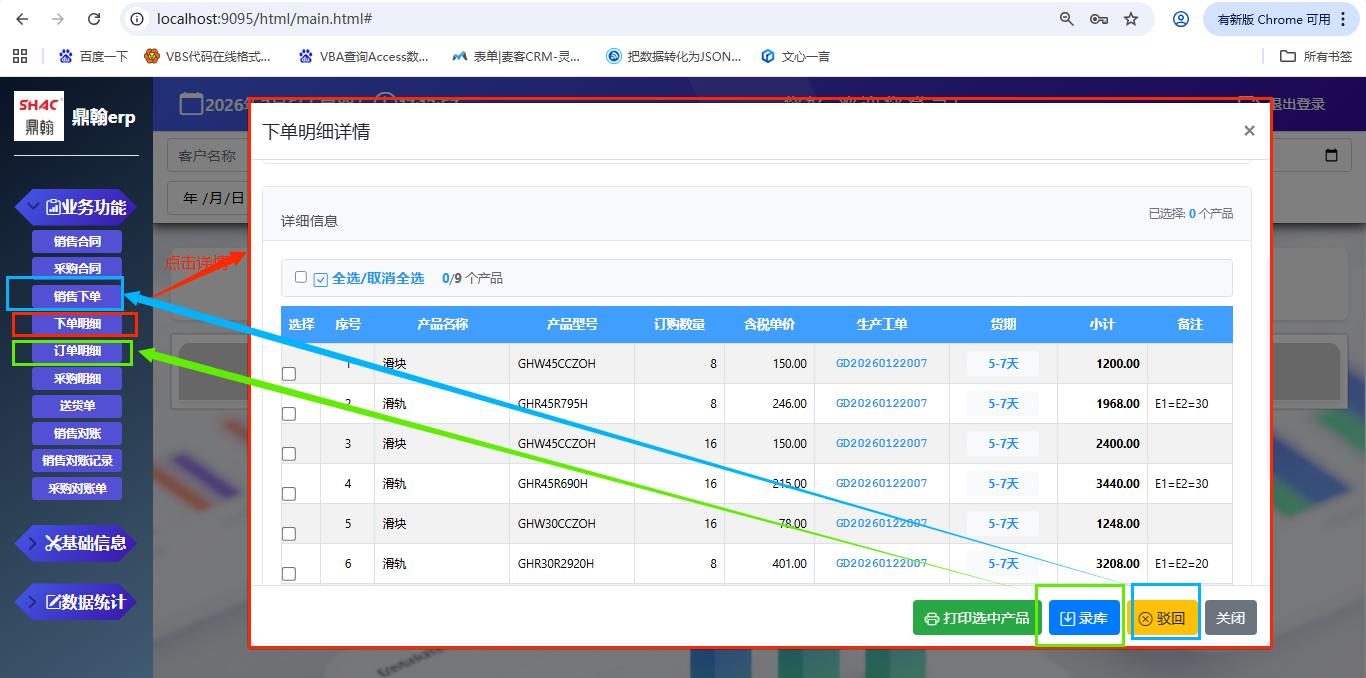 localhost:9095/html/main.html#
有新版 Chrome 可用
百度一下
VBS代码在线格式...
VBA查询Access数...
表单|麦客CRM-灵...
把数据转化为JSON...
文心一言
所有书签
SHAC
鼎翰
鼎翰erp
2026
退出登录
客户名称
年 /月/日
业务功能
销售合同
采购合同
销售下单
下单明细
订单明细
采购明细
送货单
销售对账
销售对账记录
采购对账单
基础信息
数据统计
点击详情
下单明细详情
×
详细信息
已选择: 0 个产品
全选/取消全选 0/9 个产品
选择 序号 产品名称 产品型号 订购数量 含税单价 生产工单 货期 小计 备注
1 滑块 GHW45CCZOH 8 150.00 GD20260122007 5-7天 1200.00
2 滑轨 GHR45R795H 8 246.00 GD20260122007 5-7天 1968.00 E1=E2=30
3 滑块 GHW45CCZOH 16 150.00 GD20260122007 5-7天 2400.00
4 滑轨 GHR45R690H 16 215.00 GD20260122007 5-7天 3440.00 E1=E2=30
5 滑块 GHW30CCZOH 16 78.00 GD20260122007 5-7天 1248.00
6 滑轨 GHR30R2920H 8 401.00 GD20260122007 5-7天 3208.00 E1=E2=20
打印选中产品
录库
驳回
关闭